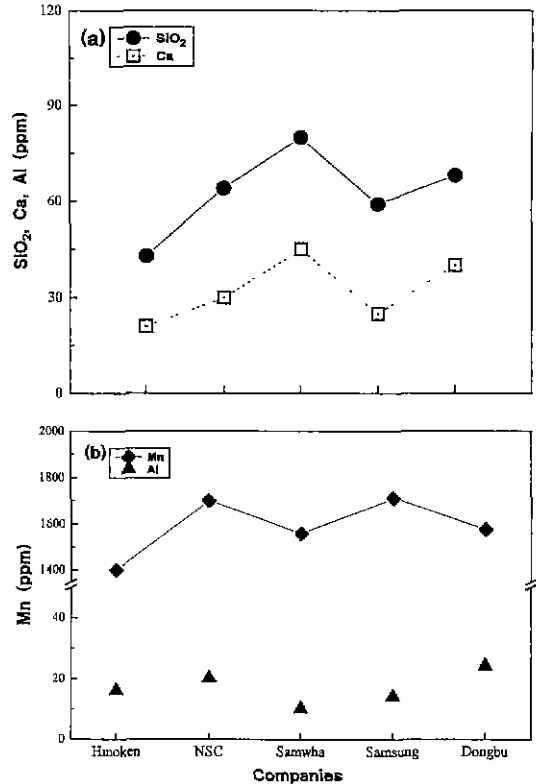 (a)
SiO2
Ca
120
90
60
30
0
SiO2, Ca, Al (ppm)
(b)
Mn
Al
2000
1800
1600
1400
40
20
0
Mn (ppm)
Hmoken NSC Samwha Samsung Dongbu
Companies